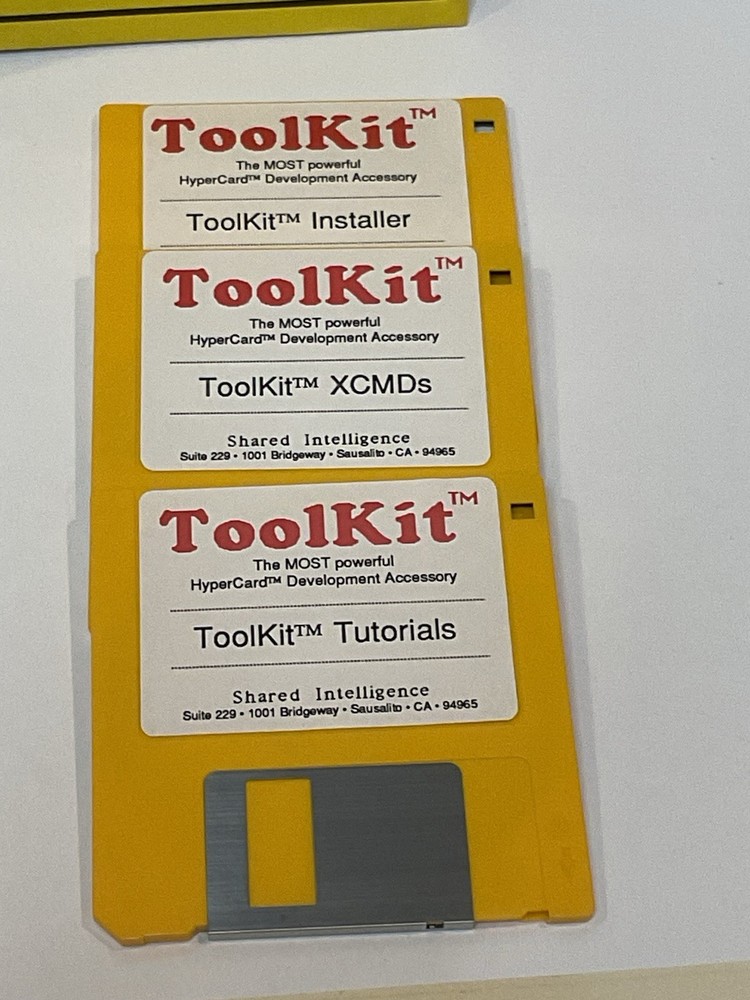 ToolKit™
The MOST powerful
HyperCard™ Development Accessory
ToolKit™ Installer
ToolKit™
The MOST powerful
HyperCard™ Development Accessory
ToolKit™ XCMDs
Shared Intelligence
Suite 229 • 1001 Bridgeway • Sausalito • CA • 94965
ToolKit™
The MOST powerful
HyperCard™ Development Accessory
ToolKit™ Tutorials
Shared Intelligence
Suite 229 • 1001 Bridgeway • Sausalito • CA • 94965